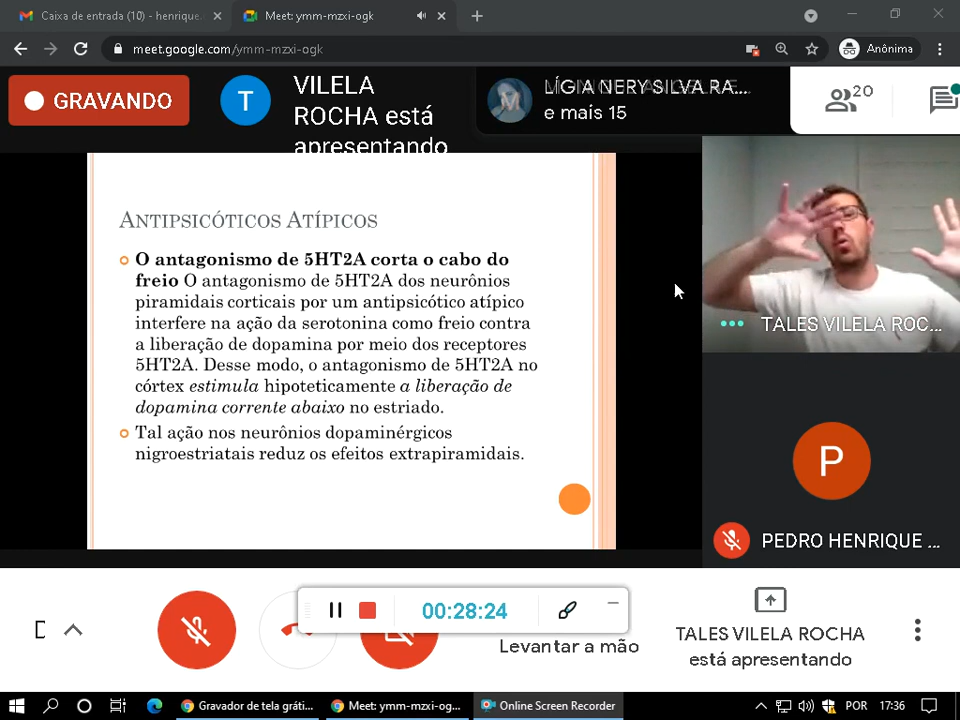 Caixa de entrada (10) - henrique.
Meet: ymm-mzxi-ogk
meet.google.com/ymm-mzxi-ogk
Anônima
GRAVANDO
T
VILELA
ROCHA está
apresentando
LÍGIA NERY SILVA RA...
e mais 15
20
ANTIPSICÓTICOS ATÍPICOS
O antagonismo de 5HT2A corta o cabo do
freio O antagonismo de 5HT2A dos neurônios
piramidais corticais por um antipsicótico atípico
interfere na ação da serotonina como freio contra
a liberação de dopamina por meio dos receptores
5HT2A. Desse modo, o antagonismo de 5HT2A no
córtex estimula hipoteticamente a liberação de
dopamina corrente abaixo no estriado.
Tal ação nos neurônios dopaminérgicos
nigroestriatais reduz os efeitos extrapiramidais.
TALES VILELA ROC...
P
PEDRO HENRIQUE ...
00:28:24
Levantar a mão
TALES VILELA ROCHA
está apresentando
Gravador de tela gráti...
Meet: ymm-mzxi-og...
Online Screen Recorder
POR
17:36